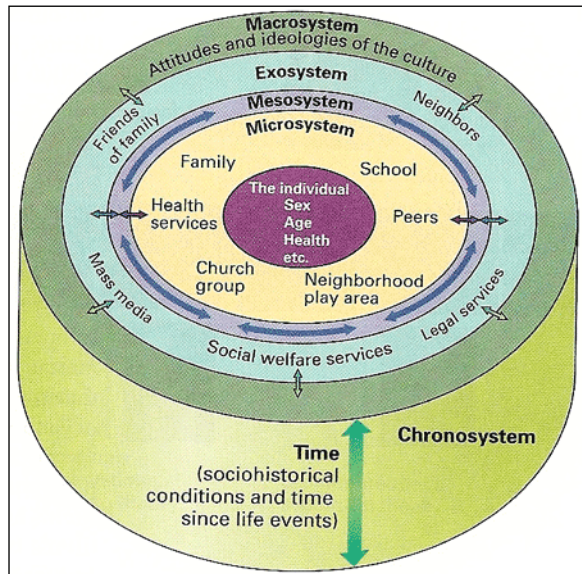 Macrosystem
Attitudes and ideologies of the culture
Exosystem
Mesosystem
Microsystem
Friends
of family
Neighbors
Family
School
The individual
Sex
Age
Health
etc.
Health
services
Peers
Church
group
Neighborhood
play area
Mass media
Legal services
Social welfare services
Chronosystem
Time
(sociohistorical
conditions and time
since life events)